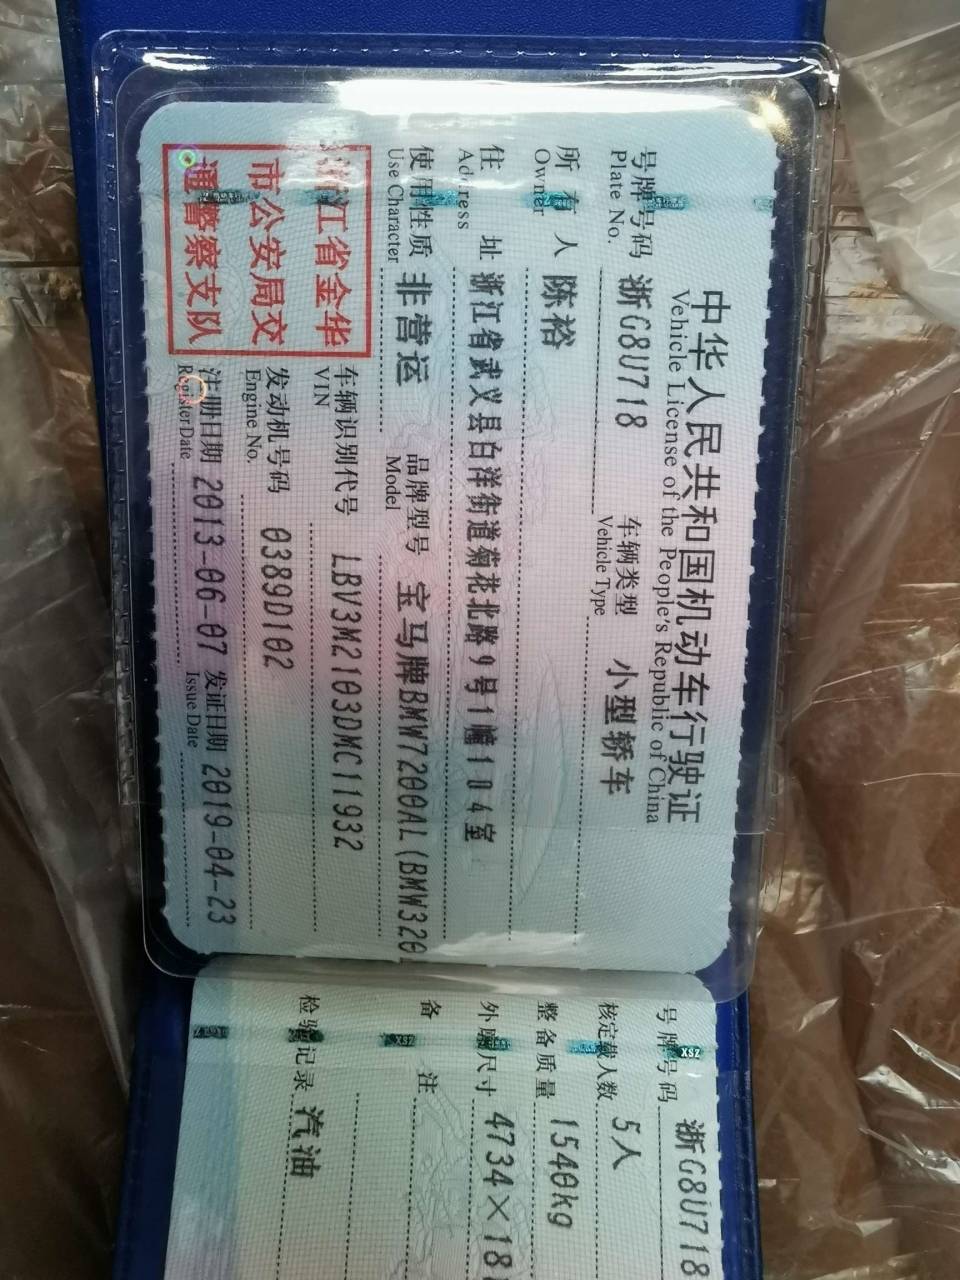 中华人民共和国机动车行驶证
Vehicle License of the People's Republic of China
号牌号码 浙G8U718 车辆类型 小型轿车
Plate No. Vehicle Type
所有人 陈裕
Owner
住址 浙江省武义县白洋街道菊花北路9号1幢104室
Address
使用性质 非营运 品牌型号 宝马牌BMW7200AL(BMW320
Use Character Model
浙江省金华
市公安局交
通警察支队
车辆识别代号 LBV3M2103DMC11932
VIN
发动机号码 0389D102
Engine No.
注册日期 2013-06-07 发证日期 2019-04-23
Register Date Issue Date
号牌号码 浙G8U718
核定载人数 5人
整备质量 1540kg
外廓尺寸 4734×18
备注
检验记录 汽油
XSZ